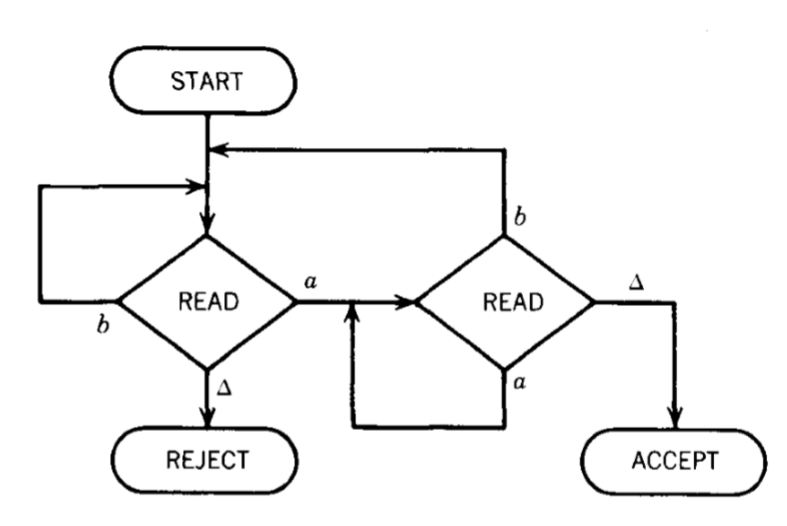 START
b
READ a READ Δ
b
Δ a
REJECT ACCEPT